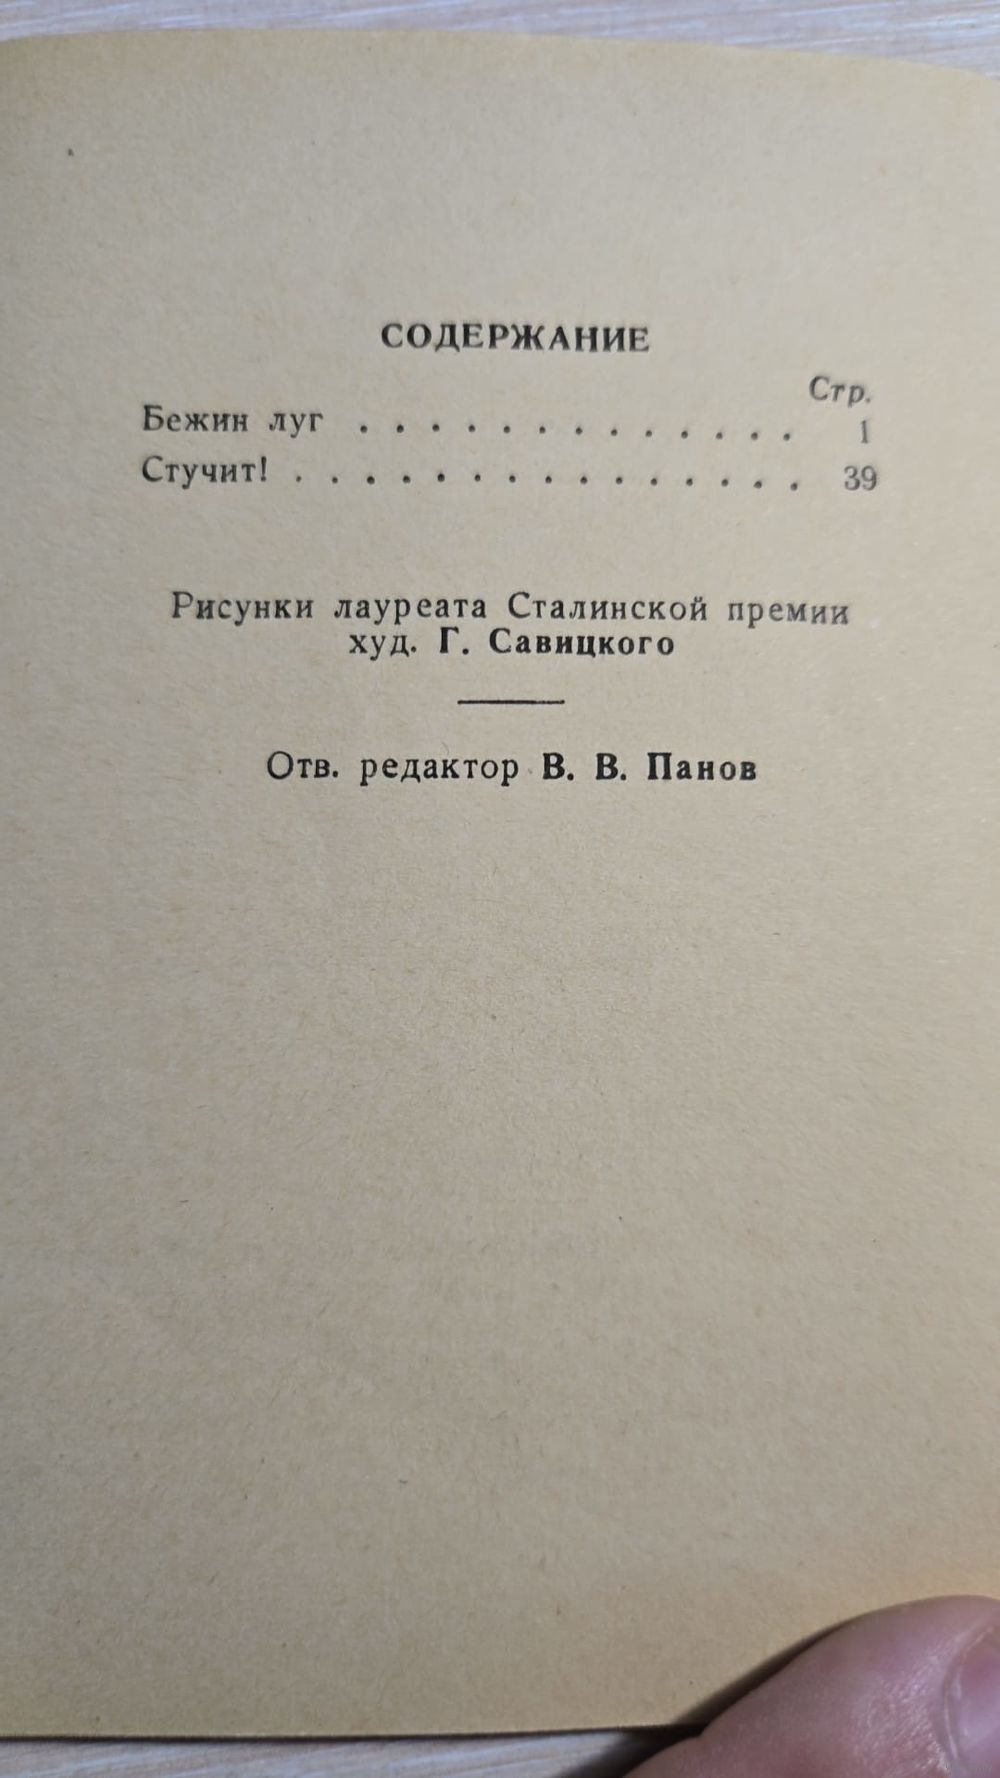 СОДЕРЖАНИЕ
Стр.
Бежин луг . . . . . . . . . . . . . 1
Стучит! . . . . . . . . . . . . . . . 39
Рисунки лауреата Сталинской премии
худ. Г. Савицкого
Отв. редактор В. В. Панов